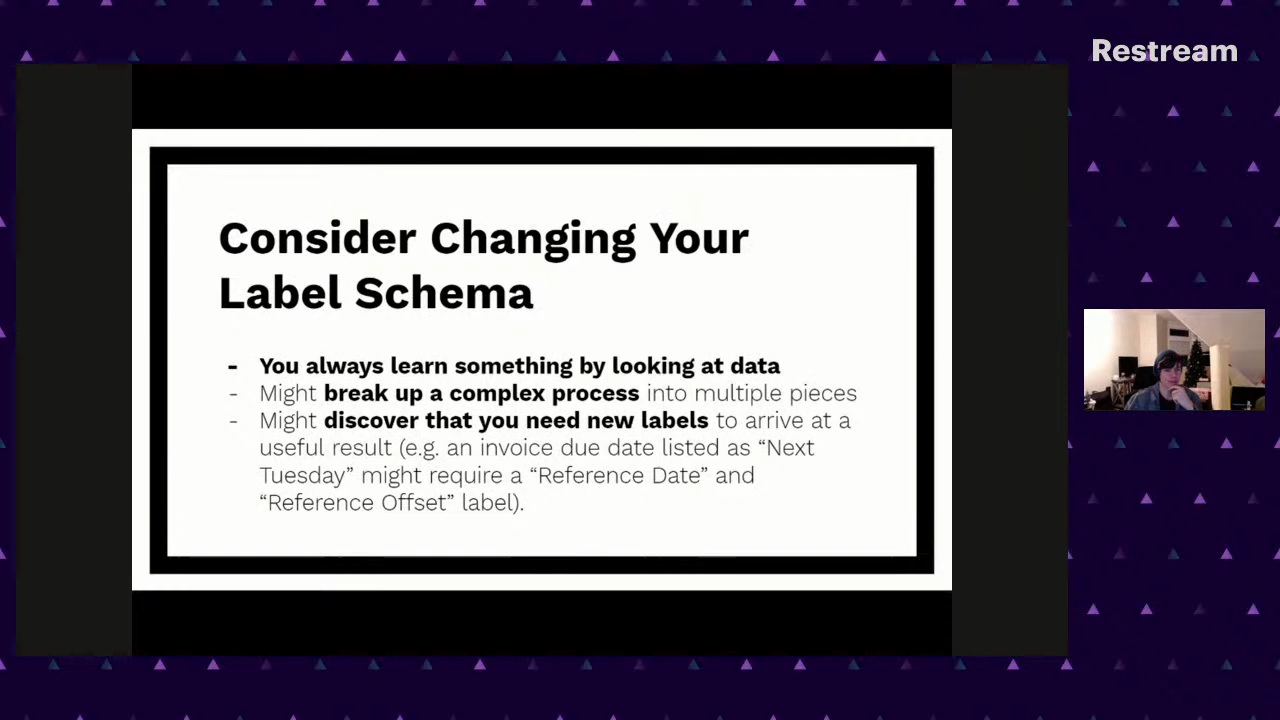 Restream
Consider Changing Your
Label Schema
- You always learn something by looking at data
- Might break up a complex process into multiple pieces
- Might discover that you need new labels to arrive at a
useful result (e.g. an invoice due date listed as “Next
Tuesday” might require a “Reference Date” and
“Reference Offset” label).